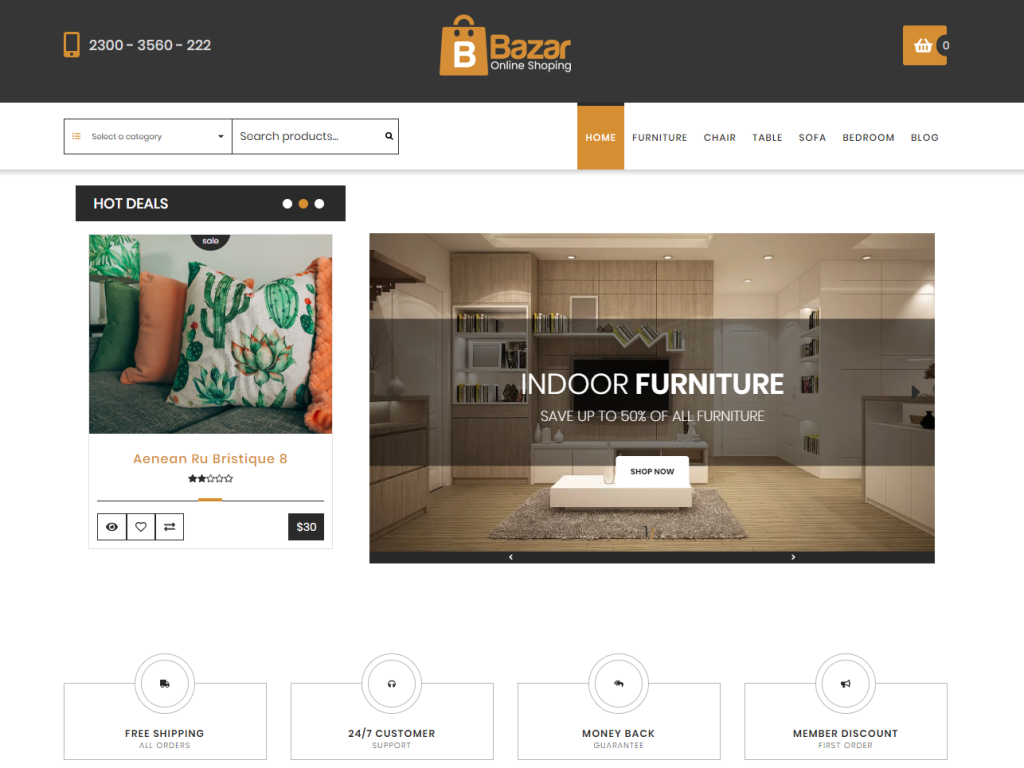 2300 - 3560 - 222
B Bazar
Online Shoping
0
Select a category
Search products...
HOME FURNITURE CHAIR TABLE SOFA BEDROOM BLOG
HOT DEALS
sale
Aenean Ru Bristique 8
$30
INDOOR FURNITURE
SAVE UP TO 50% OF ALL FURNITURE
SHOP NOW
1
FREE SHIPPING
ALL ORDERS
24/7 CUSTOMER
SUPPORT
MONEY BACK
GUARANTEE
MEMBER DISCOUNT
FIRST ORDER